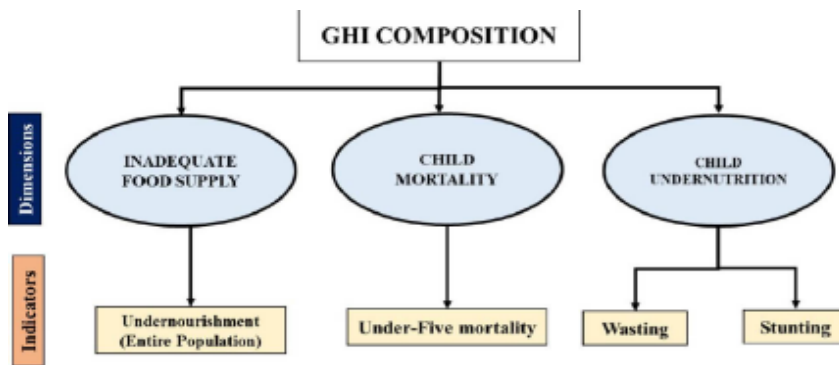 GHI COMPOSITION
Dimensions
INADEQUATE
FOOD SUPPLY
CHILD
MORTALITY
CHILD
UNDERNUTRITION
Indicators
Undernourishment
(Entire Population)
Under-Five mortality
Wasting
Stunting